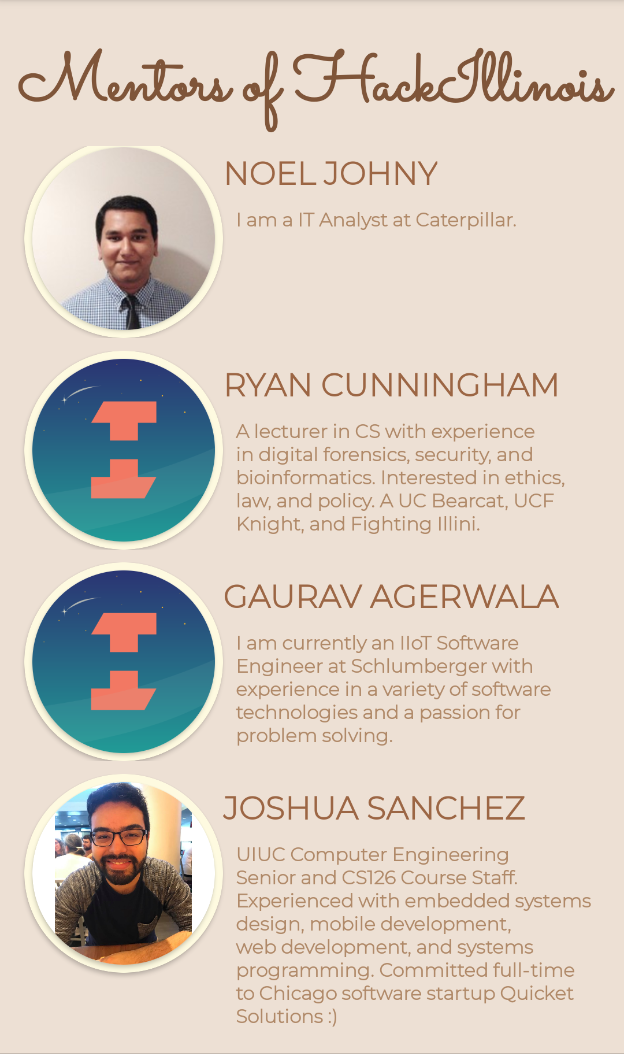 Mentors of HackIllinois
NOEL JOHNY
I am a IT Analyst at Caterpillar.
RYAN CUNNINGHAM
A lecturer in CS with experience
in digital forensics, security, and
bioinformatics. Interested in ethics,
law, and policy. A UC Bearcat, UCF
Knight, and Fighting Illini.
GAURAV AGERWALA
I am currently an IIoT Software
Engineer at Schlumberger with
experience in a variety of software
technologies and a passion for
problem solving.
JOSHUA SANCHEZ
UIUC Computer Engineering
Senior and CS126 Course Staff.
Experienced with embedded systems
design, mobile development,
web development, and systems
programming. Committed full-time
to Chicago software startup Quicket
Solutions :)